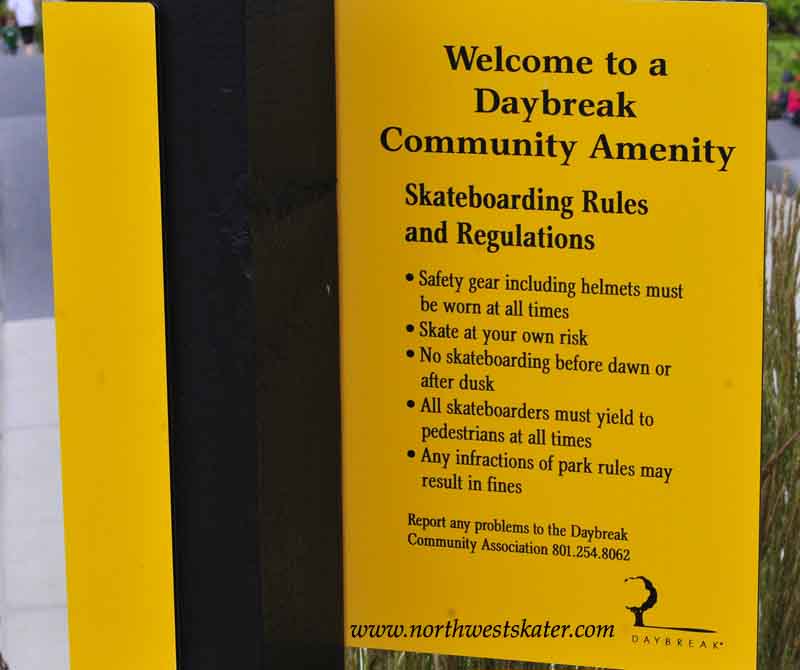 Welcome to a
Daybreak
Community Amenity
Skateboarding Rules
and Regulations
• Safety gear including helmets must
be worn at all times
• Skate at your own risk
• No skateboarding before dawn or
after dusk
• All skateboarders must yield to
pedestrians at all times
• Any infractions of park rules may
result in fines
Report any problems to the Daybreak
Community Association 801.254.8062
www.northwestskater.com
DAYBREAK